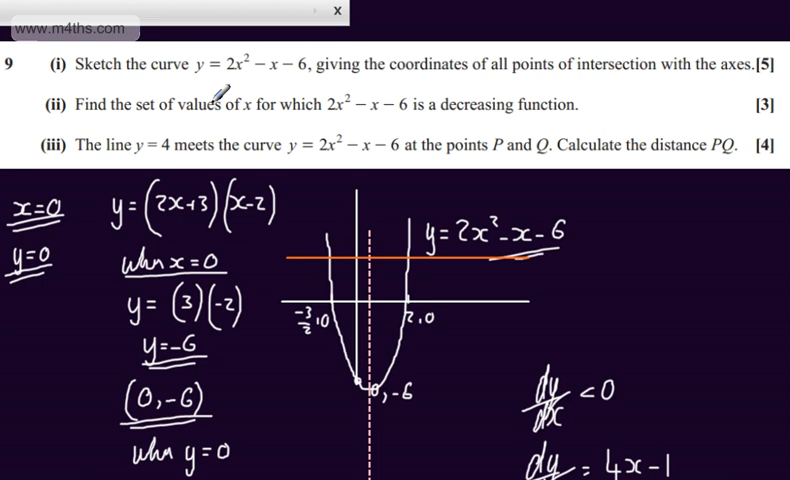 x
www.m4ths.com
9 (i) Sketch the curve y = 2x² − x − 6, giving the coordinates of all points of intersection with the axes.[5]
(ii) Find the set of values of x for which 2x² − x − 6 is a decreasing function. [3]
(iii) The line y = 4 meets the curve y = 2x² − x − 6 at the points P and Q. Calculate the distance PQ. [4]
x=0
y=0
y=(2x+3)(x-2)
when x=0
y= (3)(-2)
y=-6
(0,-6)
when y=0
y=2x²-x-6
-3/2,0
2,0
0,-6
dy/dx <0
dy = 4x-1